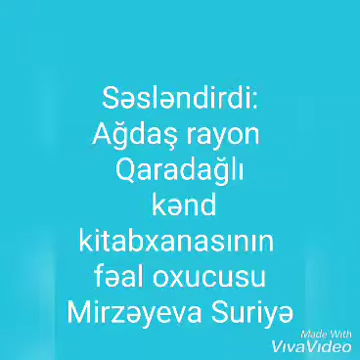 Səsləndirdi:
Ağdaş rayon
Qaradağlı
kənd
kitabxanasının
fəal oxucusu
Mirzəyeva Suriyə
Made With
VivaVideo